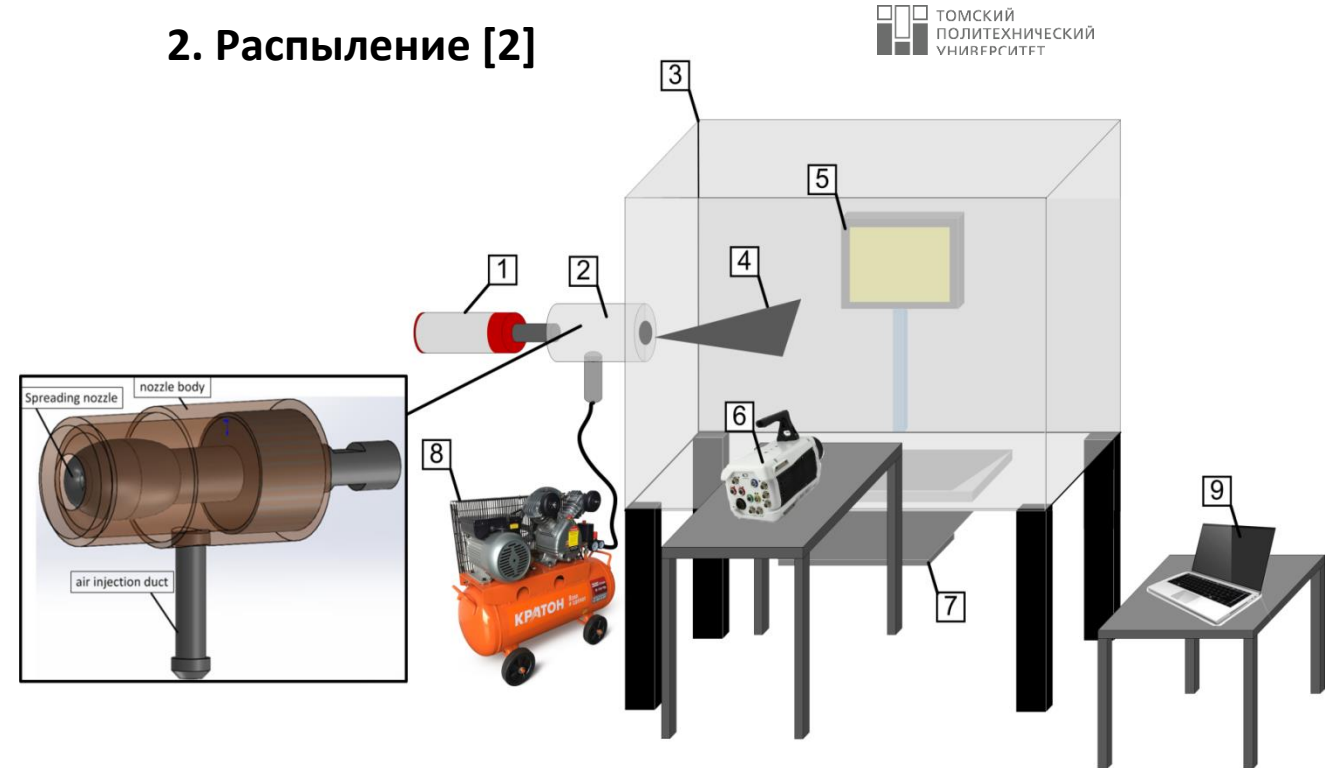 2. Распыление [2]
ТОМСКИЙ
ПОЛИТЕХНИЧЕСКИЙ
УНИВЕРСИТЕТ
3
5
1
2
4
nozzle body
Spreading nozzle
6
8
КРАТОН
9
air injection duct
7